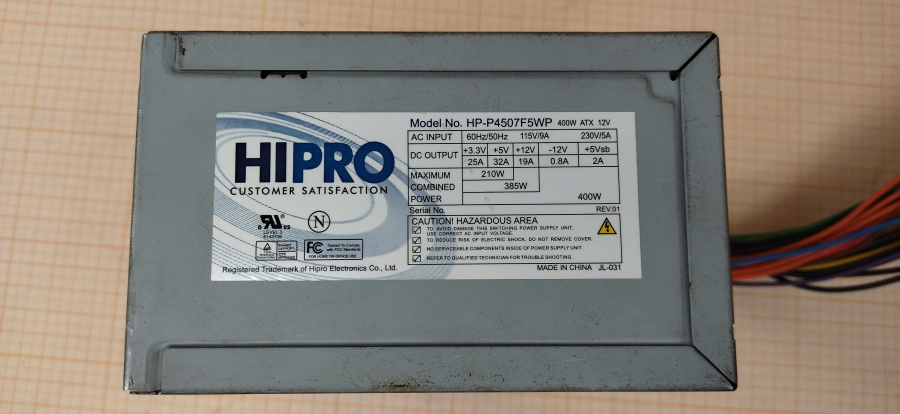 Model No. HP-P4507F5WP 400W ATX 12V
AC INPUT 60Hz/50Hz 115V/9A 230V/5A
DC OUTPUT +3.3V +5V +12V -12V +5Vsb
25A 32A 19A 0.8A 2A
MAXIMUM COMBINED POWER 210W
385W
400W
Serial No. REV.01
HIPRO
CUSTOMER SATISFACTION
RU US
LEVEL 3
N
FC Tested To Comply
with FCC Standards
FOR HOME OR OFFICE USE
Registered Trademark of Hipro Electronics Co., Ltd.
CAUTION! HAZARDOUS AREA
TO AVOID DAMAGE THIS SWITCHING POWER SUPPLY UNIT,
USE CORRECT AC INPUT VOLTAGE.
TO REDUCE RISK OF ELECTRIC SHOCK, DO NOT REMOVE COVER.
NO SERVICEABLE COMPONENTS INSIDE OF POWER SUPPLY UNIT.
REFER TO QUALIFIED TECHNICIAN FOR TROUBLE SHOOTING.
MADE IN CHINA JL-031